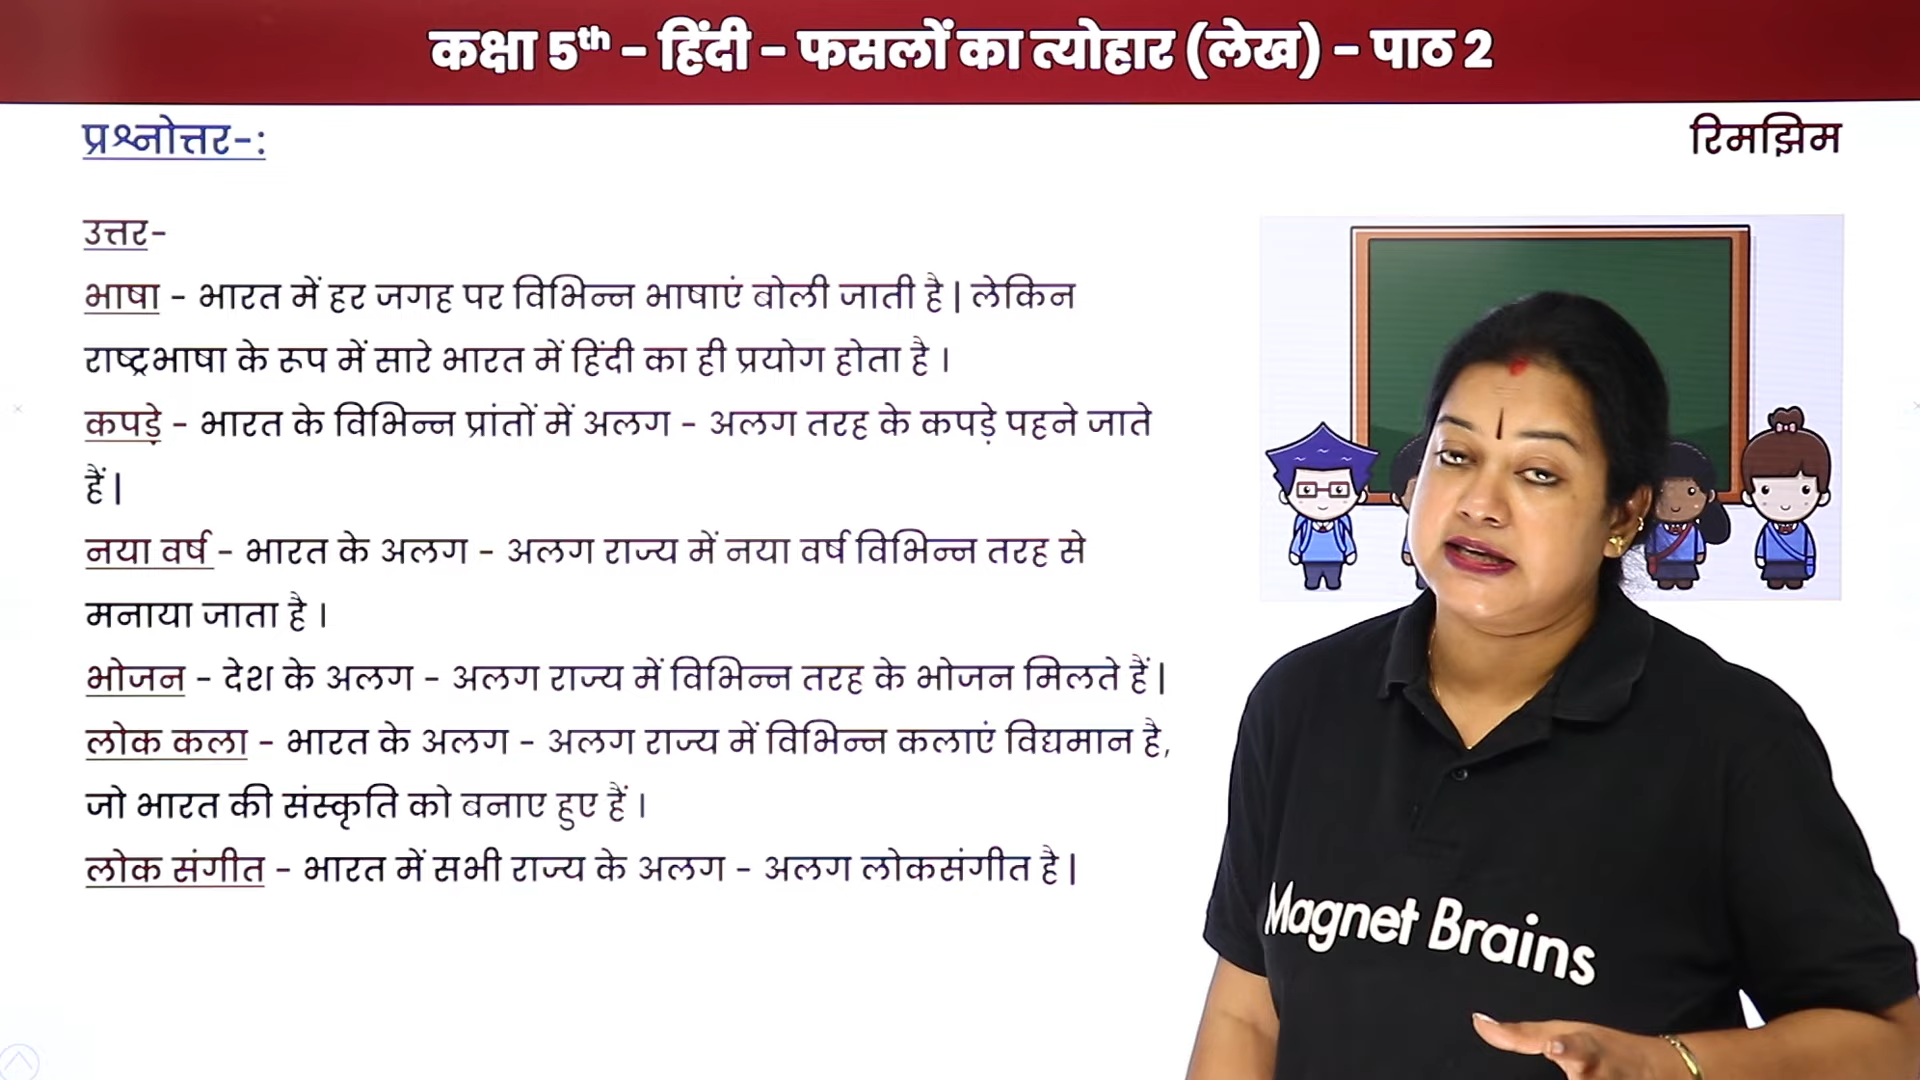 कक्षा 5th - हिंदी - फसलों का त्योहार (लेख) - पाठ 2
प्रश्नोत्तर-:
रिमझिम
उत्तर-
भाषा - भारत में हर जगह पर विभिन्न भाषाएं बोली जाती है | लेकिन
राष्ट्रभाषा के रूप में सारे भारत में हिंदी का ही प्रयोग होता है ।
कपड़े - भारत के विभिन्न प्रांतों में अलग - अलग तरह के कपड़े पहने जाते
हैं |
नया वर्ष - भारत के अलग - अलग राज्य में नया वर्ष विभिन्न तरह से
मनाया जाता है ।
भोजन - देश के अलग - अलग राज्य में विभिन्न तरह के भोजन मिलते हैं |
लोक कला - भारत के अलग - अलग राज्य में विभिन्न कलाएं विद्यमान है,
जो भारत की संस्कृति को बनाए हुए हैं ।
लोक संगीत - भारत में सभी राज्य के अलग - अलग लोकसंगीत है |
Magnet Brains